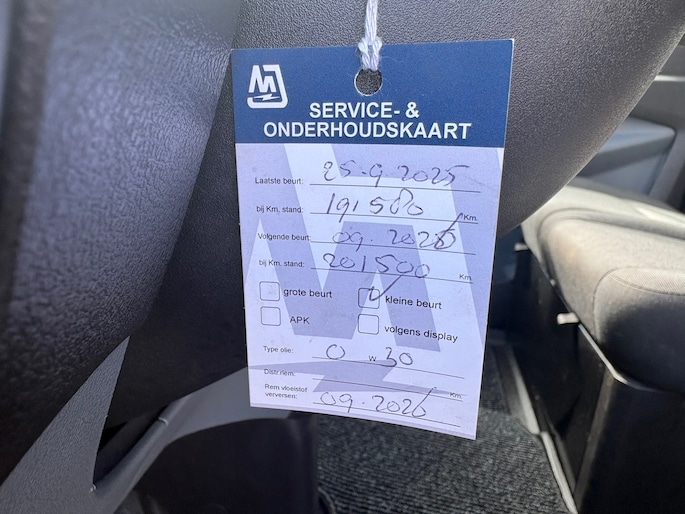 SERVICE- &
ONDERHOUDSKAART
Laatste beurt: 25-9-2025
bij Km. stand: 191580 Km.
Volgende beurt: 09-2026
bij Km. stand: 201500 Km.
grote beurt kleine beurt
APK volgens display
Type olie: 0 w 30
Distr. riem: Km.
Rem vloeistof
verversen: 09-2026